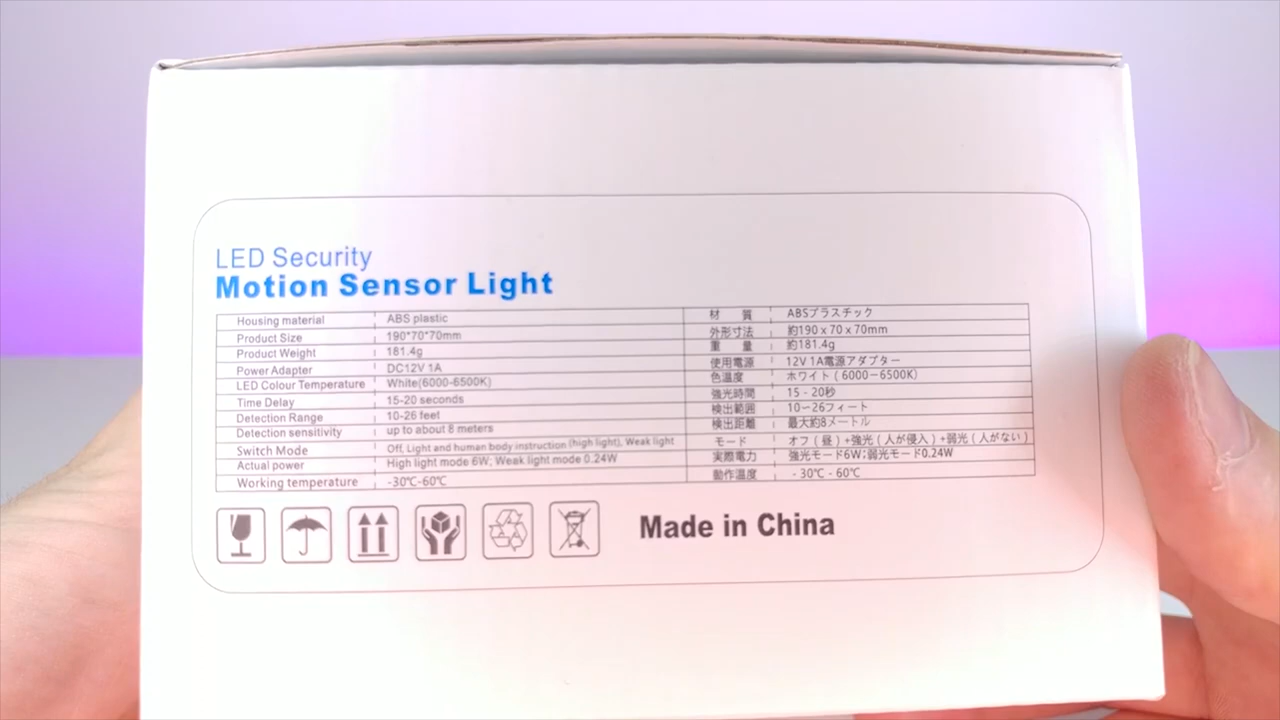 LED Security
Motion Sensor Light
Housing material ABS plastic 材 質 ABSプラスチック
Product Size 190*70*70mm 外形寸法 約190 x 70 x 70mm
Product Weight 181.4g 重 量 約181.4g
Power Adapter DC12V 1A 使用電源 12V 1A電源アダプター
LED Colour Temperature White(6000-6500K) 色温度 ホワイト ( 6000－6500K)
Time Delay 15-20 seconds 強光時間 15 - 20秒
Detection Range 10-26 feet 検出範囲 10～26フィート
Detection sensitivity up to about 8 meters 検出距離 最大約8メートル
Switch Mode Off, Light and human body instruction (high light), Weak light モード オフ ( 昼 ) +強光 ( 人が侵入 ) +弱光 ( 人がない )
Actual power High light mode 6W; Weak light mode 0.24W 実際電力 強光モード6W;弱光モード0.24W
Working temperature -30℃-60℃ 動作温度 - 30℃ - 60℃
Made in China